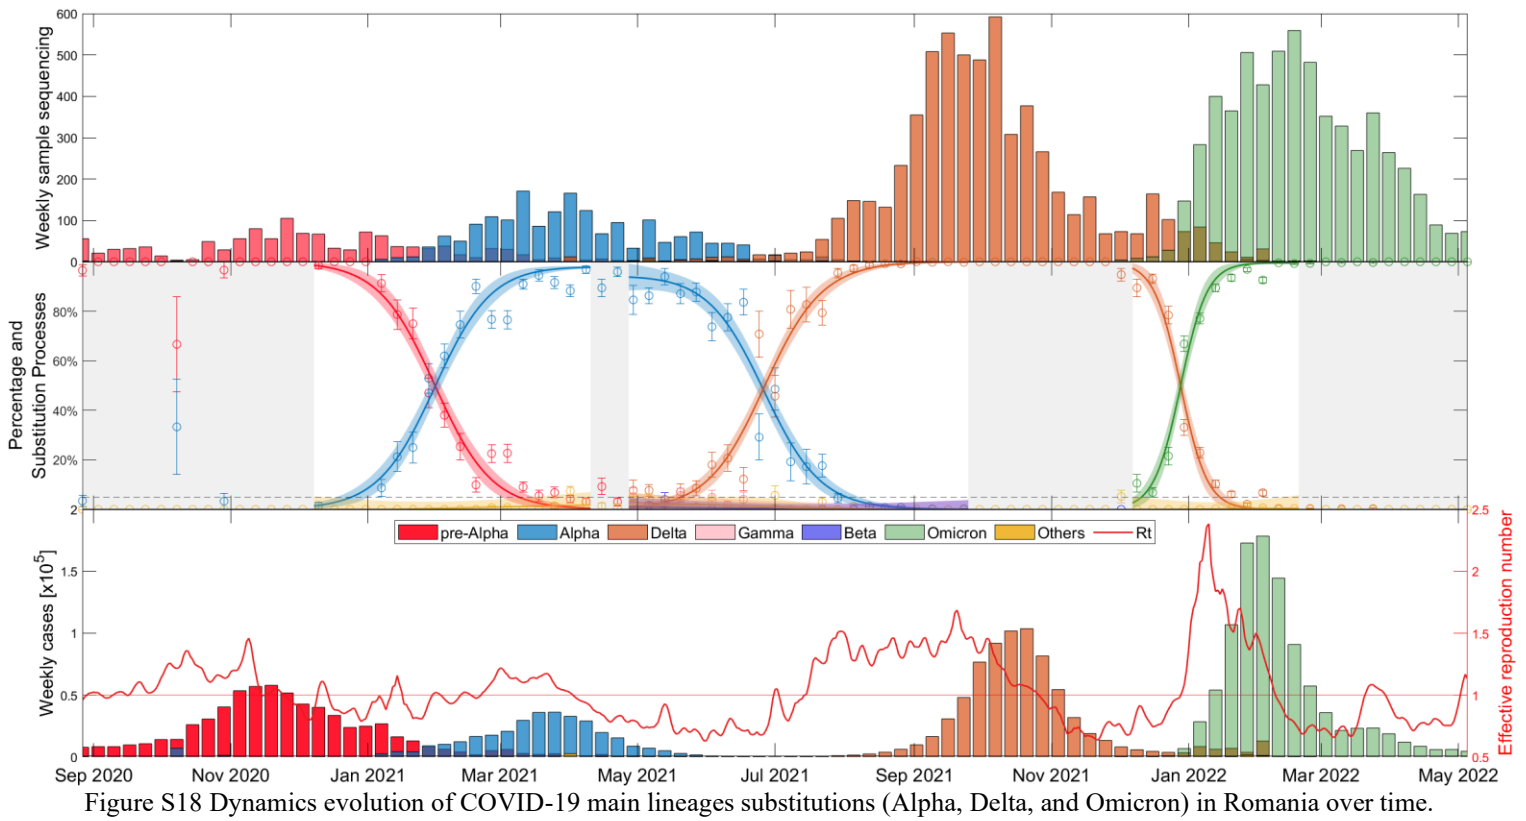 600
500
400
300
200
100
0
Weekly sample sequencing
80%
60%
40%
20%
Percentage and
Substitution Processes
2
2.5
pre-Alpha Alpha Delta Gamma Beta Omicron Others Rt
1.5
1
0.5
0
Weekly cases [x10⁵]
2
1.5
1
0.5
Effective reproduction number
Sep 2020 Nov 2020 Jan 2021 Mar 2021 May 2021 Jul 2021 Sep 2021 Nov 2021 Jan 2022 Mar 2022 May 2022
Figure S18 Dynamics evolution of COVID-19 main lineages substitutions (Alpha, Delta, and Omicron) in Romania over time.